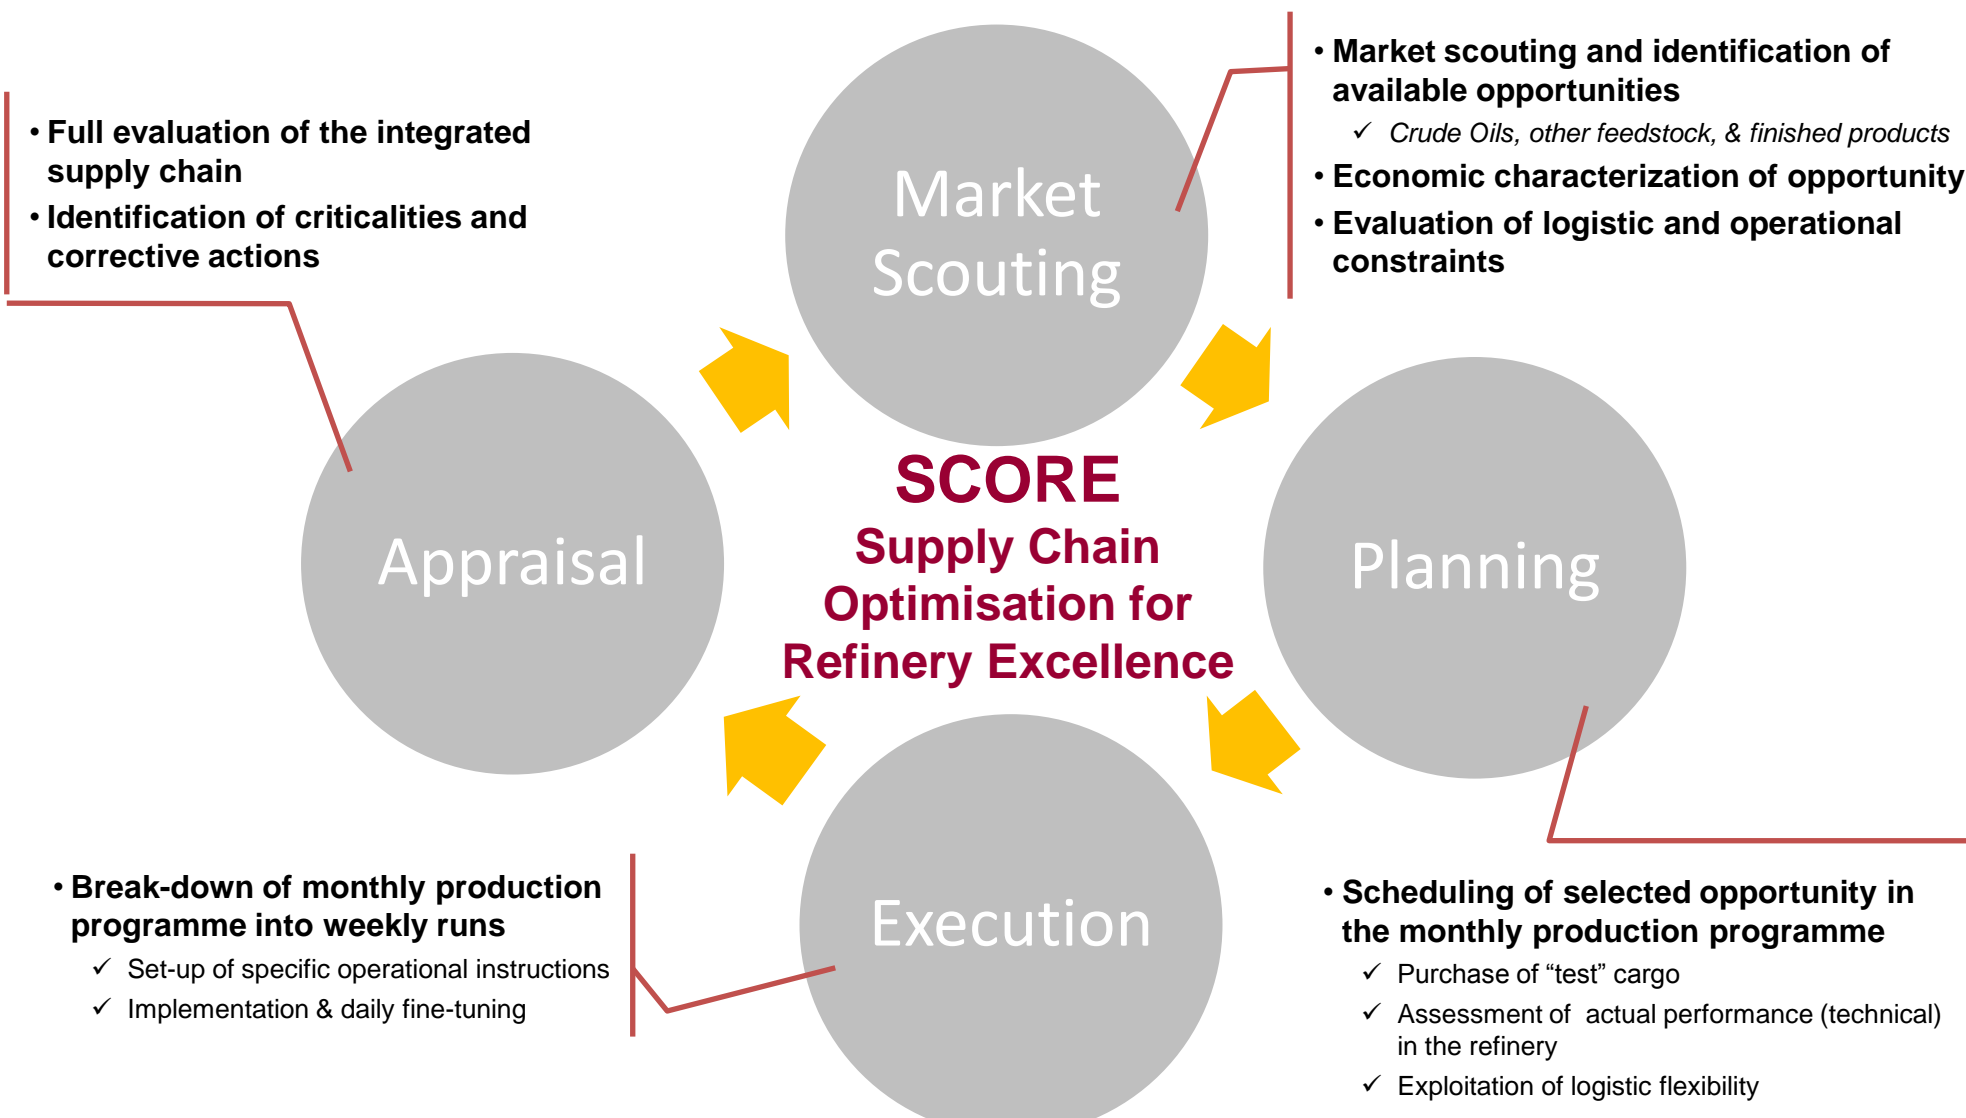 • Market scouting and identification of
available opportunities
✓ Crude Oils, other feedstock, & finished products
• Economic characterization of opportunity
• Evaluation of logistic and operational
constraints
• Full evaluation of the integrated
supply chain
• Identification of criticalities and
corrective actions
Market
Scouting
Appraisal
SCORE
Supply Chain
Optimisation for
Refinery Excellence
Planning
Execution
• Break-down of monthly production
programme into weekly runs
✓ Set-up of specific operational instructions
✓ Implementation & daily fine-tuning
• Scheduling of selected opportunity in
the monthly production programme
✓ Purchase of “test” cargo
✓ Assessment of actual performance (technical)
in the refinery
✓ Exploitation of logistic flexibility